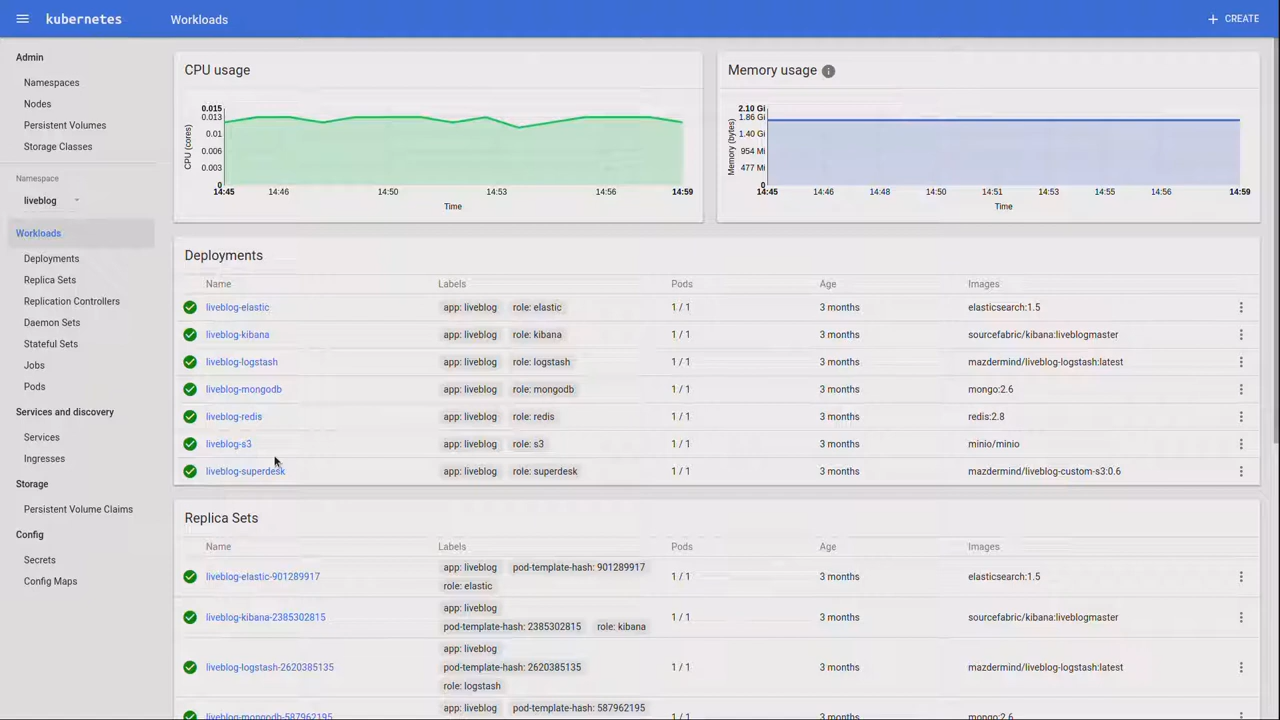 kubernetes Workloads + CREATE
Admin
Namespaces
Nodes
Persistent Volumes
Storage Classes
Namespace
liveblog
Workloads
Deployments
Replica Sets
Replication Controllers
Daemon Sets
Stateful Sets
Jobs
Pods
Services and discovery
Services
Ingresses
Storage
Persistent Volume Claims
Config
Secrets
Config Maps
CPU usage
CPU (cores)
0.015
0.013
0.01
0.006
0.003
0
14:45 14:46 14:50 14:53 14:56 14:59
Time
Memory usage i
Memory (bytes)
2.10 Gi
1.86 Gi
1.40 Gi
954 Mi
477 Mi
0
14:45 14:46 14:48 14:50 14:51 14:53 14:55 14:56 14:59
Time
Deployments
Name Labels Pods Age Images
liveblog-elastic app: liveblog role: elastic 1 / 1 3 months elasticsearch:1.5
liveblog-kibana app: liveblog role: kibana 1 / 1 3 months sourcefabric/kibana:liveblogmaster
liveblog-logstash app: liveblog role: logstash 1 / 1 3 months mazdermind/liveblog-logstash:latest
liveblog-mongodb app: liveblog role: mongodb 1 / 1 3 months mongo:2.6
liveblog-redis app: liveblog role: redis 1 / 1 3 months redis:2.8
liveblog-s3 app: liveblog role: s3 1 / 1 3 months minio/minio
liveblog-superdesk app: liveblog role: superdesk 1 / 1 3 months mazdermind/liveblog-custom-s3:0.6
Replica Sets
Name Labels Pods Age Images
app: liveblog pod-template-hash: 901289917
liveblog-elastic-901289917 1 / 1 3 months elasticsearch:1.5
role: elastic
app: liveblog
liveblog-kibana-2385302815 1 / 1 3 months sourcefabric/kibana:liveblogmaster
pod-template-hash: 2385302815 role: kibana
app: liveblog
liveblog-logstash-2620385135 pod-template-hash: 2620385135 1 / 1 3 months mazdermind/liveblog-logstash:latest
role: logstash
app: liveblog pod-template-hash: 587962195
liveblog-mongodb-587962195 1 / 1 3 months mongo:2.6